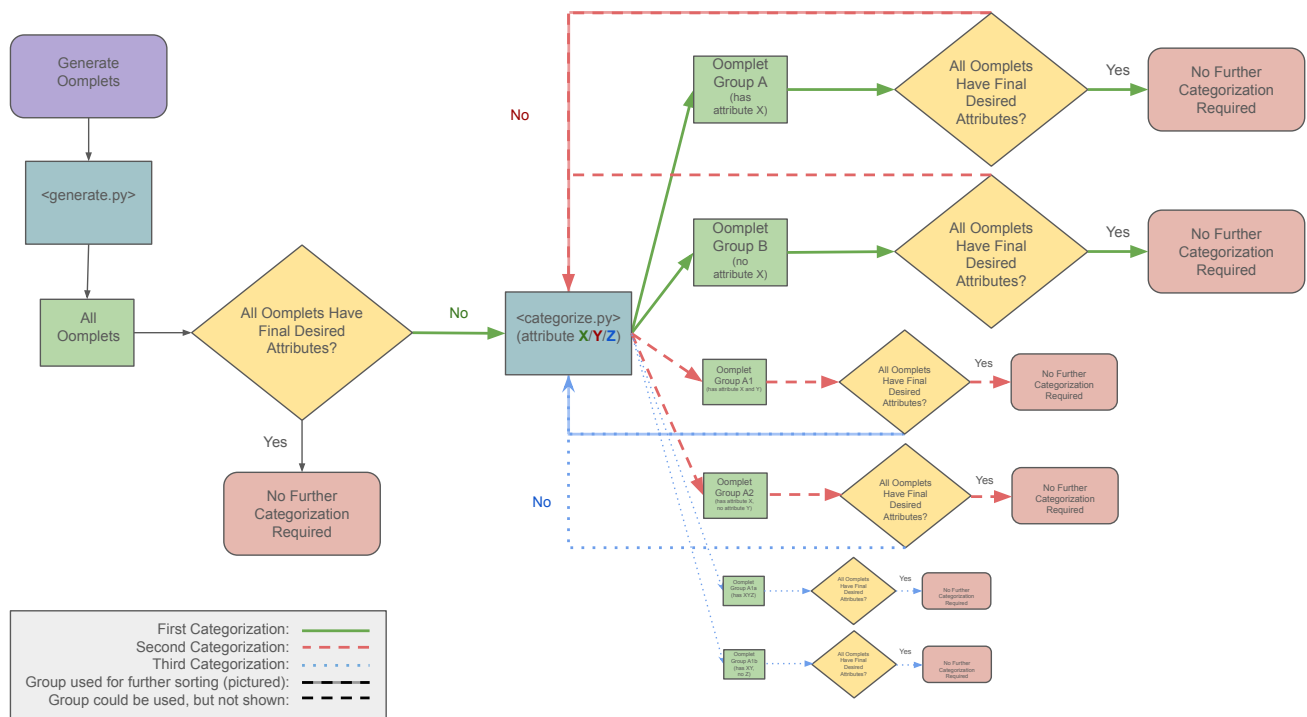 Generate
Oomplets
<generate.py>
All
Oomplets
All Oomplets Have
Final Desired
Attributes?
Yes
No Further
Categorization
Required
No
<categorize.py>
(attribute X/Y/Z)
No
No
Oomplet
Group A
(has
attribute X)
All Oomplets
Have Final
Desired
Attributes?
Yes
No Further
Categorization
Required
Oomplet
Group B
(no
attribute X)
All Oomplets
Have Final
Desired
Attributes?
Yes
No Further
Categorization
Required
Oomplet
Group A1
(has attribute X and Y)
All Oomplets
Have Final
Desired
Attributes?
Yes
No Further
Categorization
Required
Oomplet
Group A2
(has attribute X,
no attribute Y)
All Oomplets
Have Final
Desired
Attributes?
Yes
No Further
Categorization
Required
Oomplet
Group A1a
(has XYZ)
All Oomplets
Have Final
Desired
Attributes?
Yes
No Further
Categorization
Required
Oomplet
Group A1b
(has XY,
no Z)
All Oomplets
Have Final
Desired
Attributes?
Yes
No Further
Categorization
Required
First Categorization:
Second Categorization:
Third Categorization:
Group used for further sorting (pictured):
Group could be used, but not shown: